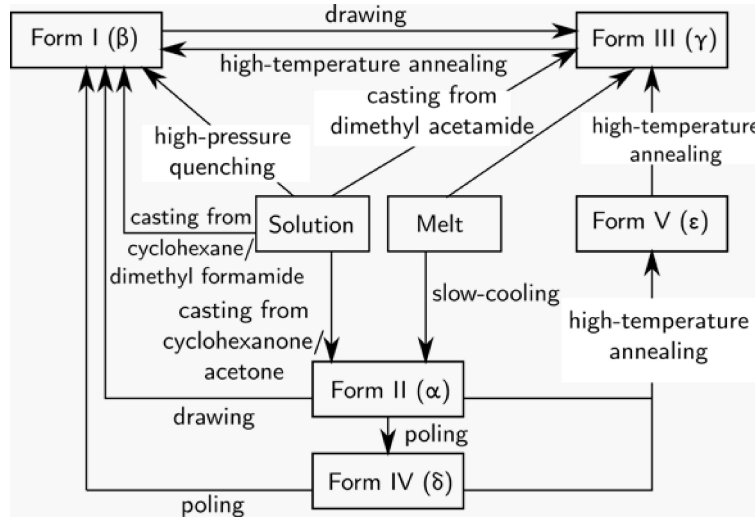 drawing
Form I (β)
Form III (γ)
high-temperature annealing
casting from
dimethyl acetamide
high-pressure
quenching
high-temperature
annealing
casting from
cyclohexane/
dimethyl formamide
Solution
Melt
Form V (ε)
slow-cooling
casting from
cyclohexanone/
acetone
high-temperature
annealing
Form II (α)
drawing
poling
Form IV (δ)
poling